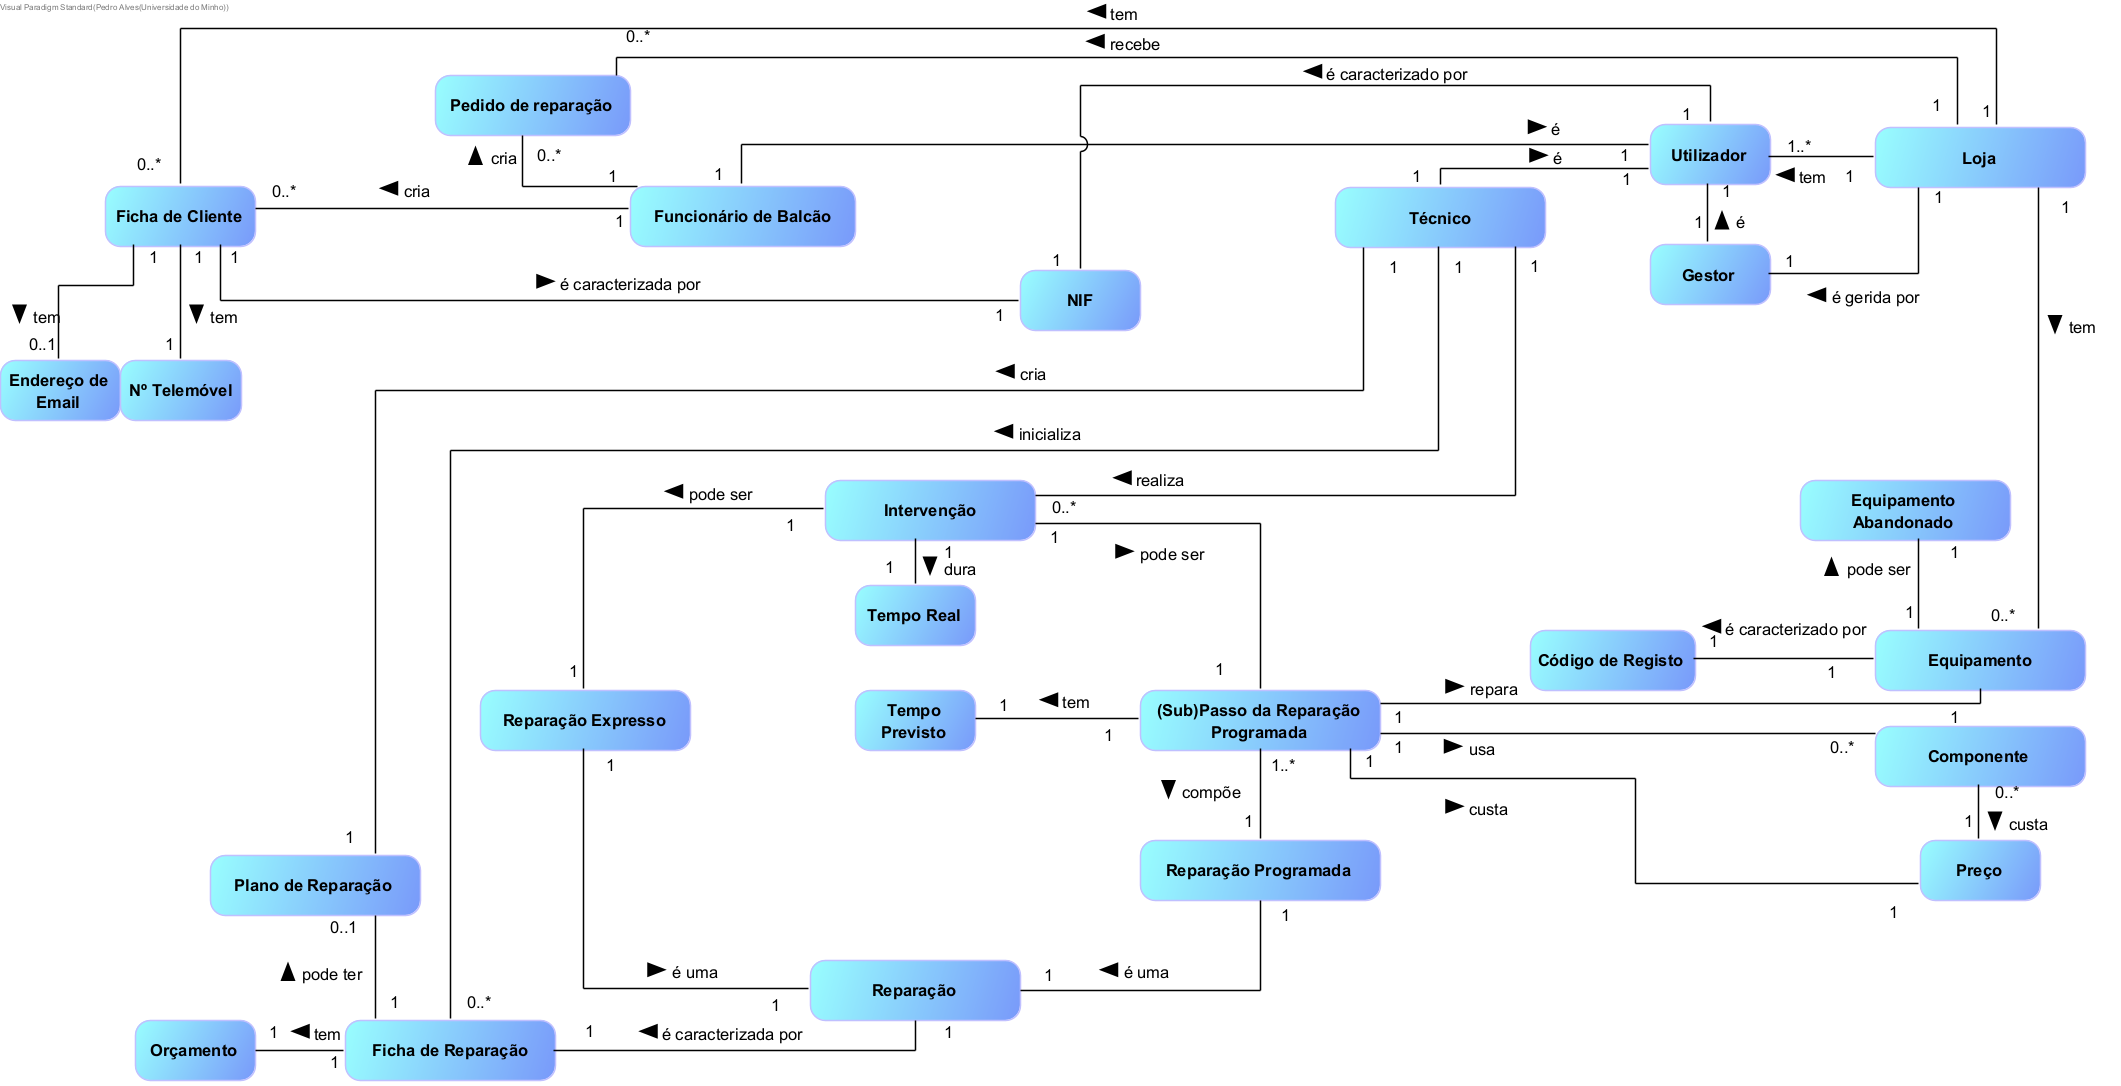 Visual Paradigm Standard(Pedro Alves(Universidade do Minho))
tem
0..*
recebe
é caracterizado por
Pedido de reparação
1
1
1
é
Utilizador
1..*
Loja
cria
0..*
1
1
é
1
tem
1
0..*
0..*
cria
1
Ficha de Cliente
1
Funcionário de Balcão
1
Técnico
1
1
é
1
1
1
1
1
é caracterizada por
1
NIF
1
1
1
1
Gestor
1
é gerida por
tem
tem
tem
0..1
1
Endereço de
Email
Nº Telemóvel
cria
inicializa
realiza
pode ser
1
Intervenção
0..*
1
pode ser
Equipamento
Abandonado
1
1
1
dura
pode ser
Tempo Real
1
0..*
é caracterizado por
1
Código de Registo
1
Equipamento
1
1
Reparação Expresso
1
Tempo
Previsto
1
tem
1
(Sub)Passo da Reparação
Programada
repara
1
1
1
usa
0..*
Componente
1..*
1
compõe
1
custa
0..*
1
custa
Reparação Programada
Preço
1
1
1
Plano de Reparação
0..1
pode ter
1
0..*
é uma
1
Reparação
1
é uma
1
Orçamento
1
tem
1
Ficha de Reparação
1
é caracterizada por